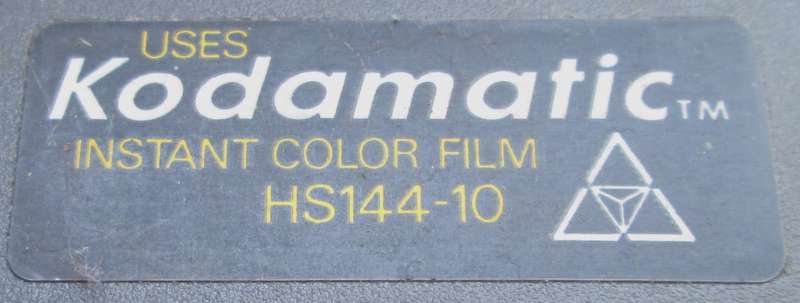 USES
Kodamatic™
INSTANT COLOR FILM
HS144-10